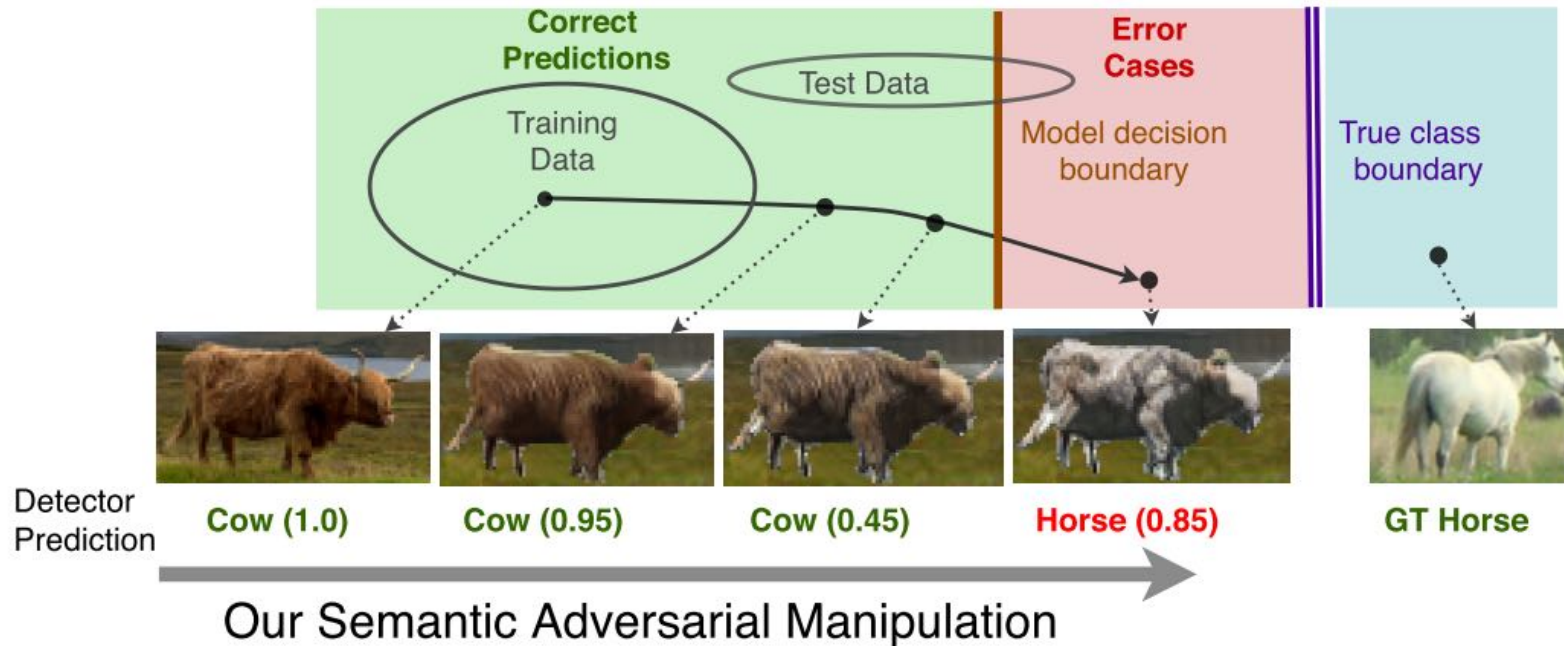 Correct
Predictions
Error
Cases
Test Data
Training
Data
Model decision
boundary
True class
boundary
Detector
Prediction
Cow (1.0)
Cow (0.95)
Cow (0.45)
Horse (0.85)
GT Horse
Our Semantic Adversarial Manipulation